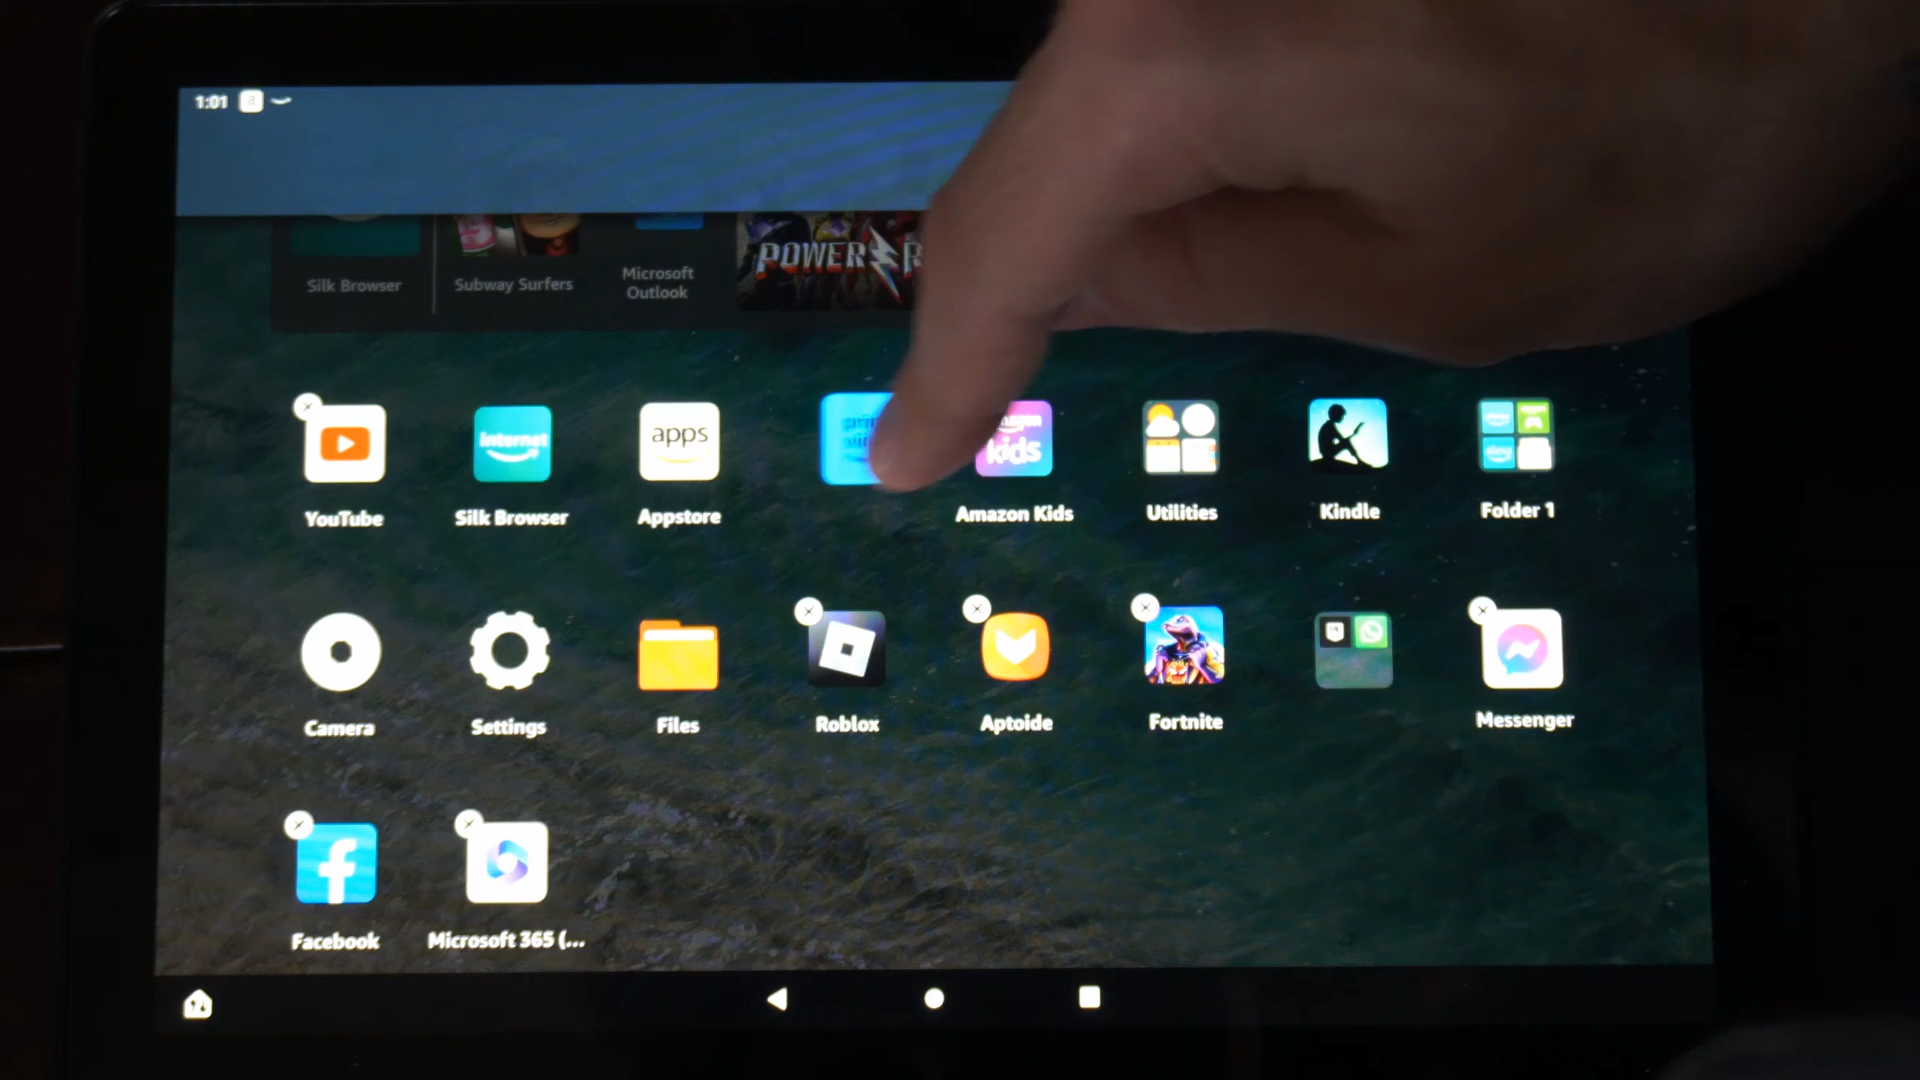 1:01
Silk Browser
Subway Surfers
Microsoft
Outlook
POWER R
internet
apps
prime
kids
YouTube
Silk Browser
Appstore
Amazon Kids
Utilities
Kindle
Folder 1
Camera
Settings
Files
Roblox
Aptoide
Fortnite
Messenger
Facebook
Microsoft 365 (...